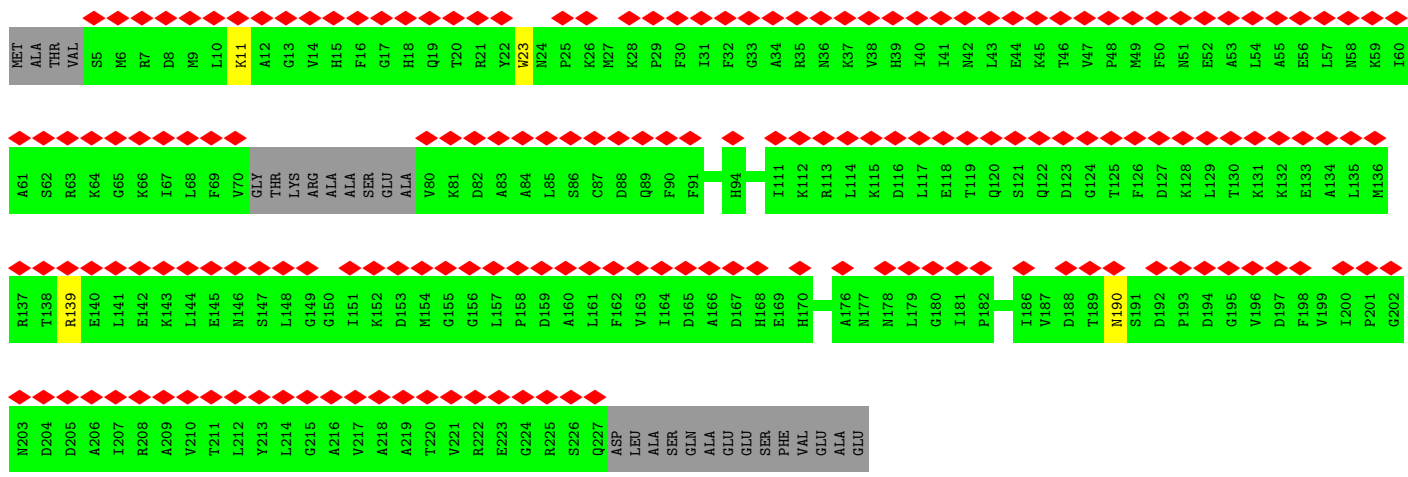 MET ALA THR VAL S5 M6 R7 D8 M9 L10 K11 A12 G13 V14 H15 F16 G17 H18 Q19 T20 R21 Y22 W23 N24 P25 K26 M27 K28 P29 F30 I31 F32 G33 A34 R35 N36 K37 V38 H39 I40 I41 N42 L43 E44 K45 T46 V47 P48 M49 F50 N51 E52 A53 L54 A55 E56 L57 N58 K59 I60
A61 S62 R63 K64 G65 K66 I67 L68 F69 V70 GLY THR LYS ARG ALA ALA SER GLU ALA V80 K81 D82 A83 A84 L85 S86 C87 D88 Q89 F90 F91 H94 I111 K112 R113 L114 K115 D116 L117 E118 T119 Q120 S121 Q122 D123 G124 T125 F126 D127 K128 L129 T130 K131 K132 E133 A134 L135 M136
R137 T138 R139 E140 L141 E142 K143 L144 E145 N146 S147 L148 G149 G150 I151 K152 D153 M154 G155 G156 L157 P158 D159 A160 L161 F162 V163 I164 D165 A166 D167 H168 E169 H170 A176 N177 N178 L179 G180 I181 P182 I186 V187 D188 T189 N190 S191 D192 P193 D194 G195 V196 D197 F198 V199 I200 P201 G202
N203 D204 D205 A206 I207 R208 A209 V210 T211 L212 Y213 L214 G215 A216 V217 A218 A219 T220 V221 R222 E223 G224 R225 S226 Q227 ASP LEU ALA SER GLN ALA GLU GLU SER PHE VAL GLU ALA GLU